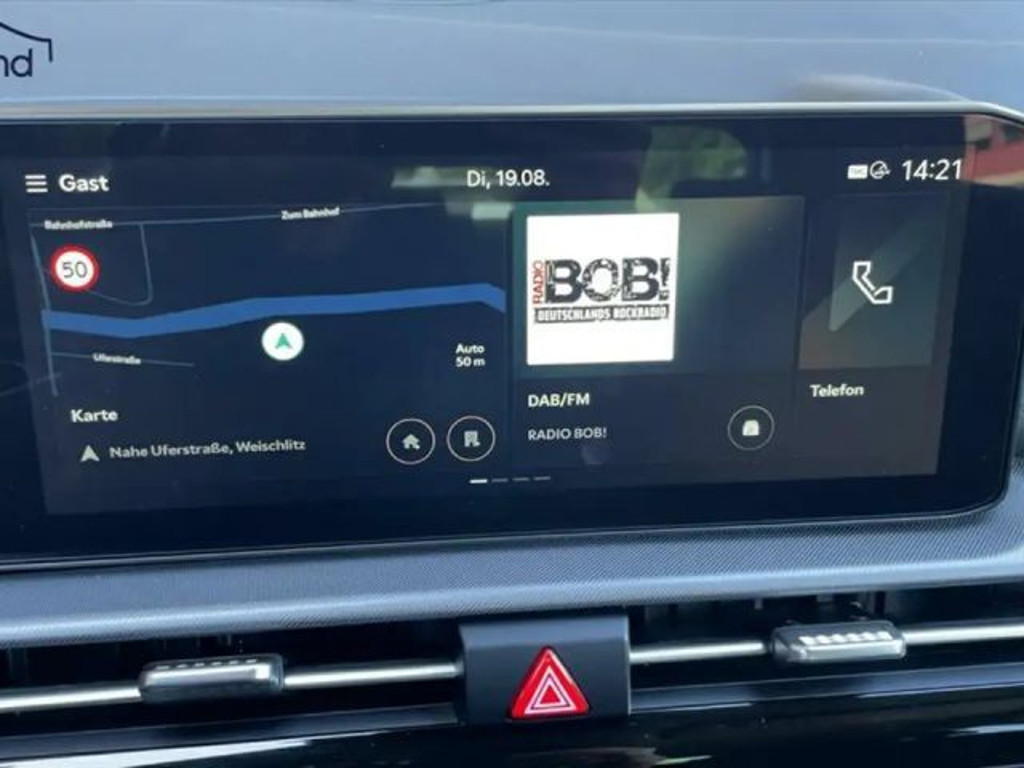 nd
Gast
Di, 19.08.
14:21
Bahnhofstraße
Zum Bahnhof
50
Uferstraße
Auto
50 m
Karte
Nahe Uferstraße, Weischlitz
RADIO
BOB!
DEUTSCHLANDS ROCKRADIO
DAB/FM
RADIO BOB!
Telefon